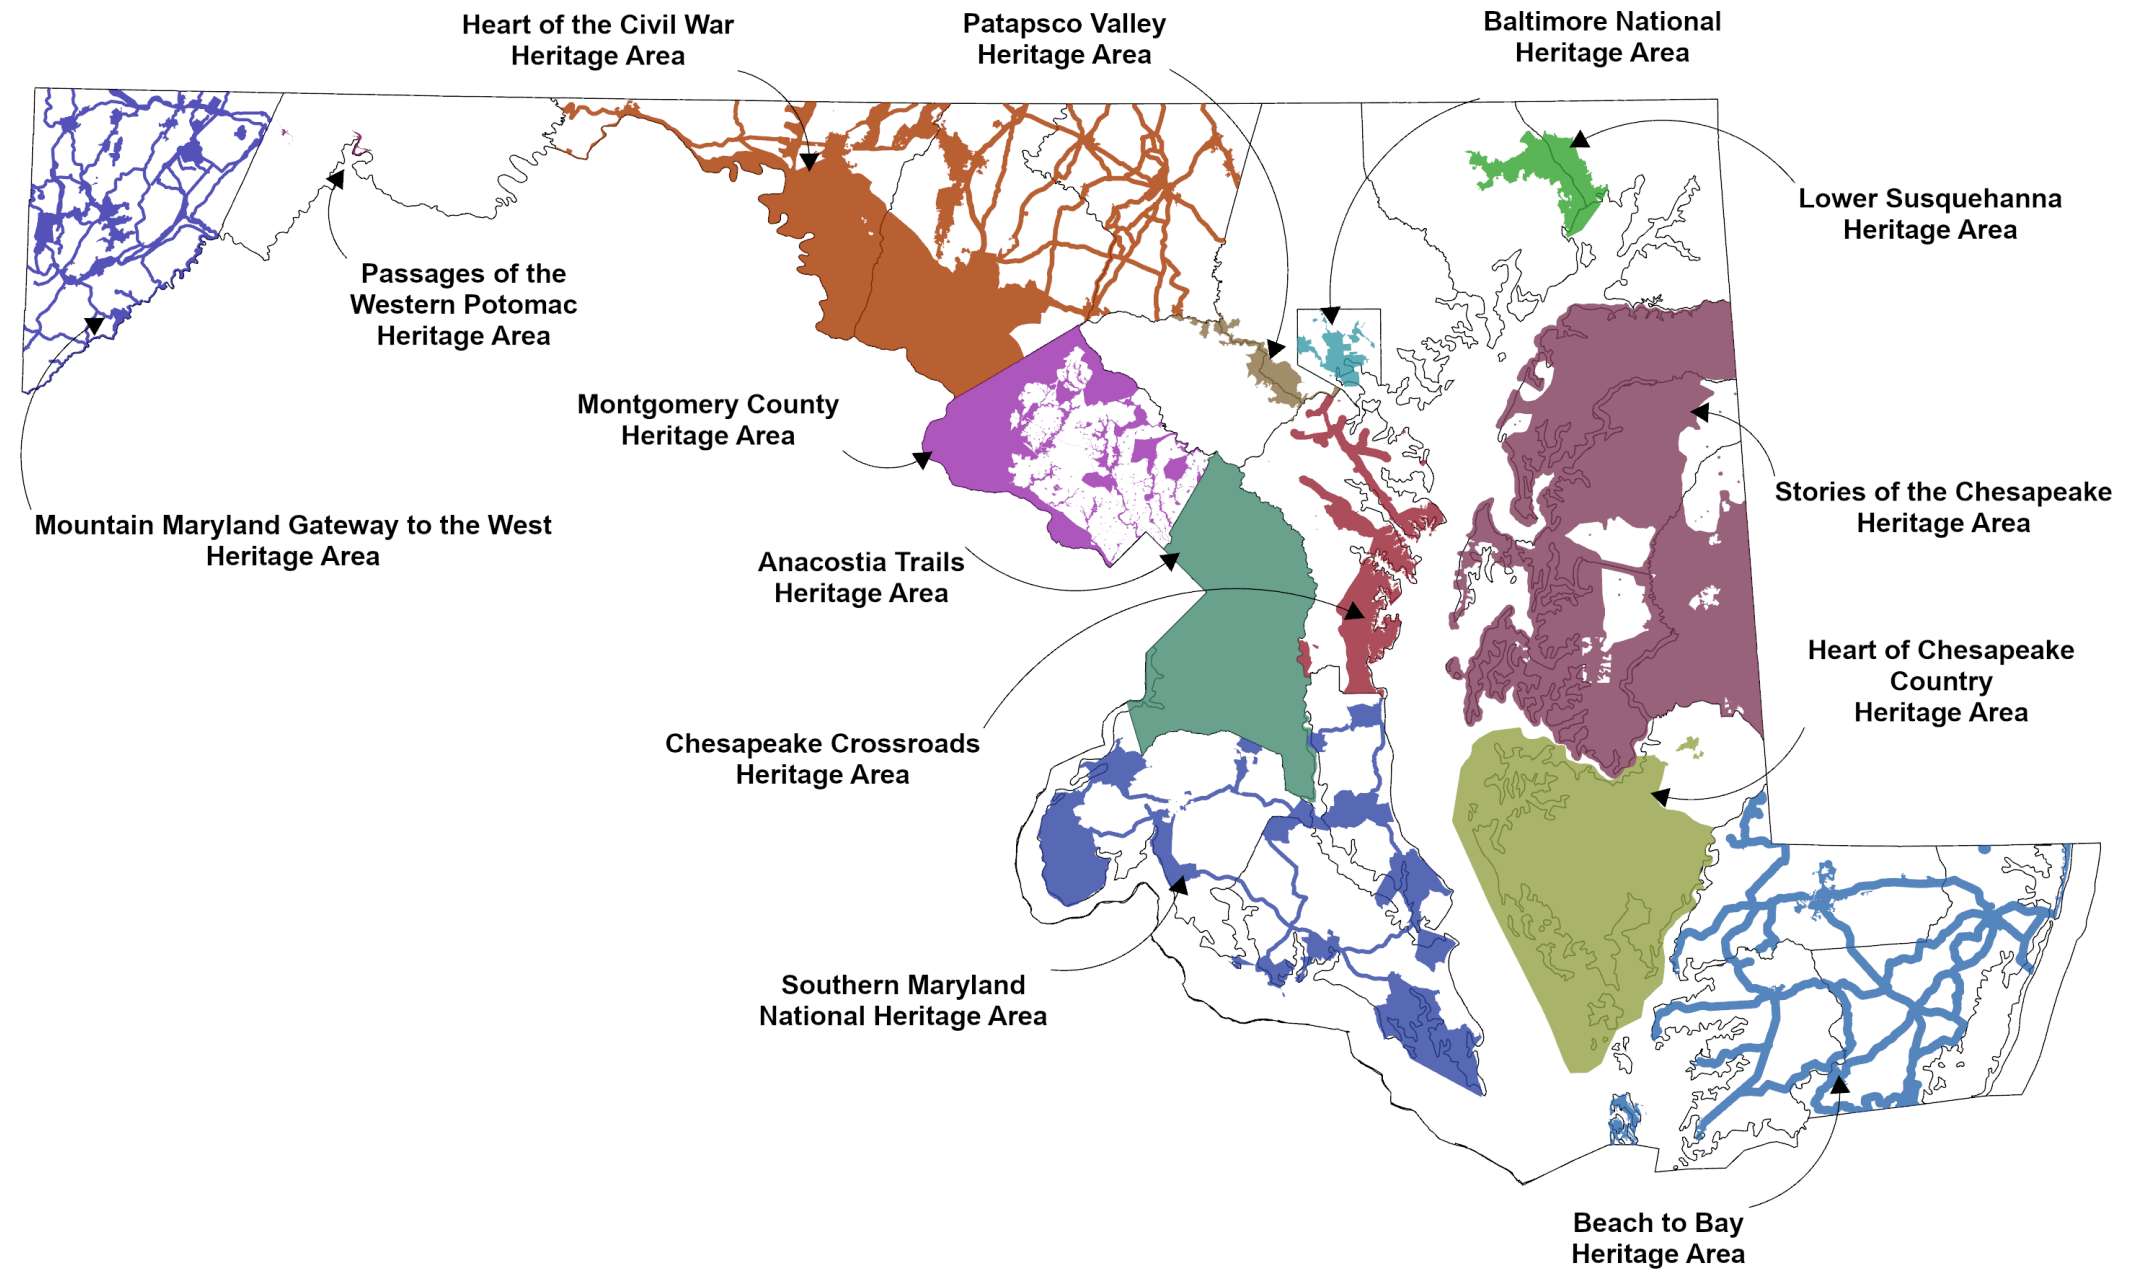 Heart of the Civil War
Heritage Area
Patapsco Valley
Heritage Area
Baltimore National
Heritage Area
Lower Susquehanna
Heritage Area
Passages of the
Western Potomac
Heritage Area
Montgomery County
Heritage Area
Mountain Maryland Gateway to the West
Heritage Area
Stories of the Chesapeake
Heritage Area
Anacostia Trails
Heritage Area
Heart of Chesapeake
Country
Heritage Area
Chesapeake Crossroads
Heritage Area
Southern Maryland
National Heritage Area
Beach to Bay
Heritage Area